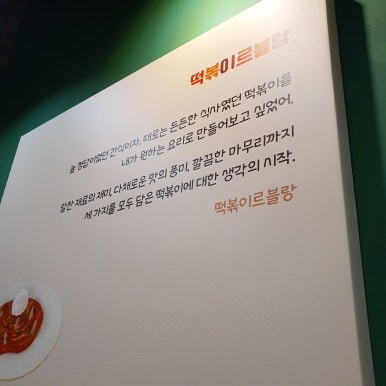 떡볶이르블랑
늘 정답이었던 간식이자, 때로는 든든한 식사였던 떡볶이를
내가 원하는 요리로 만들어보고 싶었어.
알찬 재료의 재미, 다채로운 맛의 풍미, 깔끔한 마무리까지
세 가지를 모두 담은 떡볶이에 대한 생각의 시작.
떡볶이르블랑